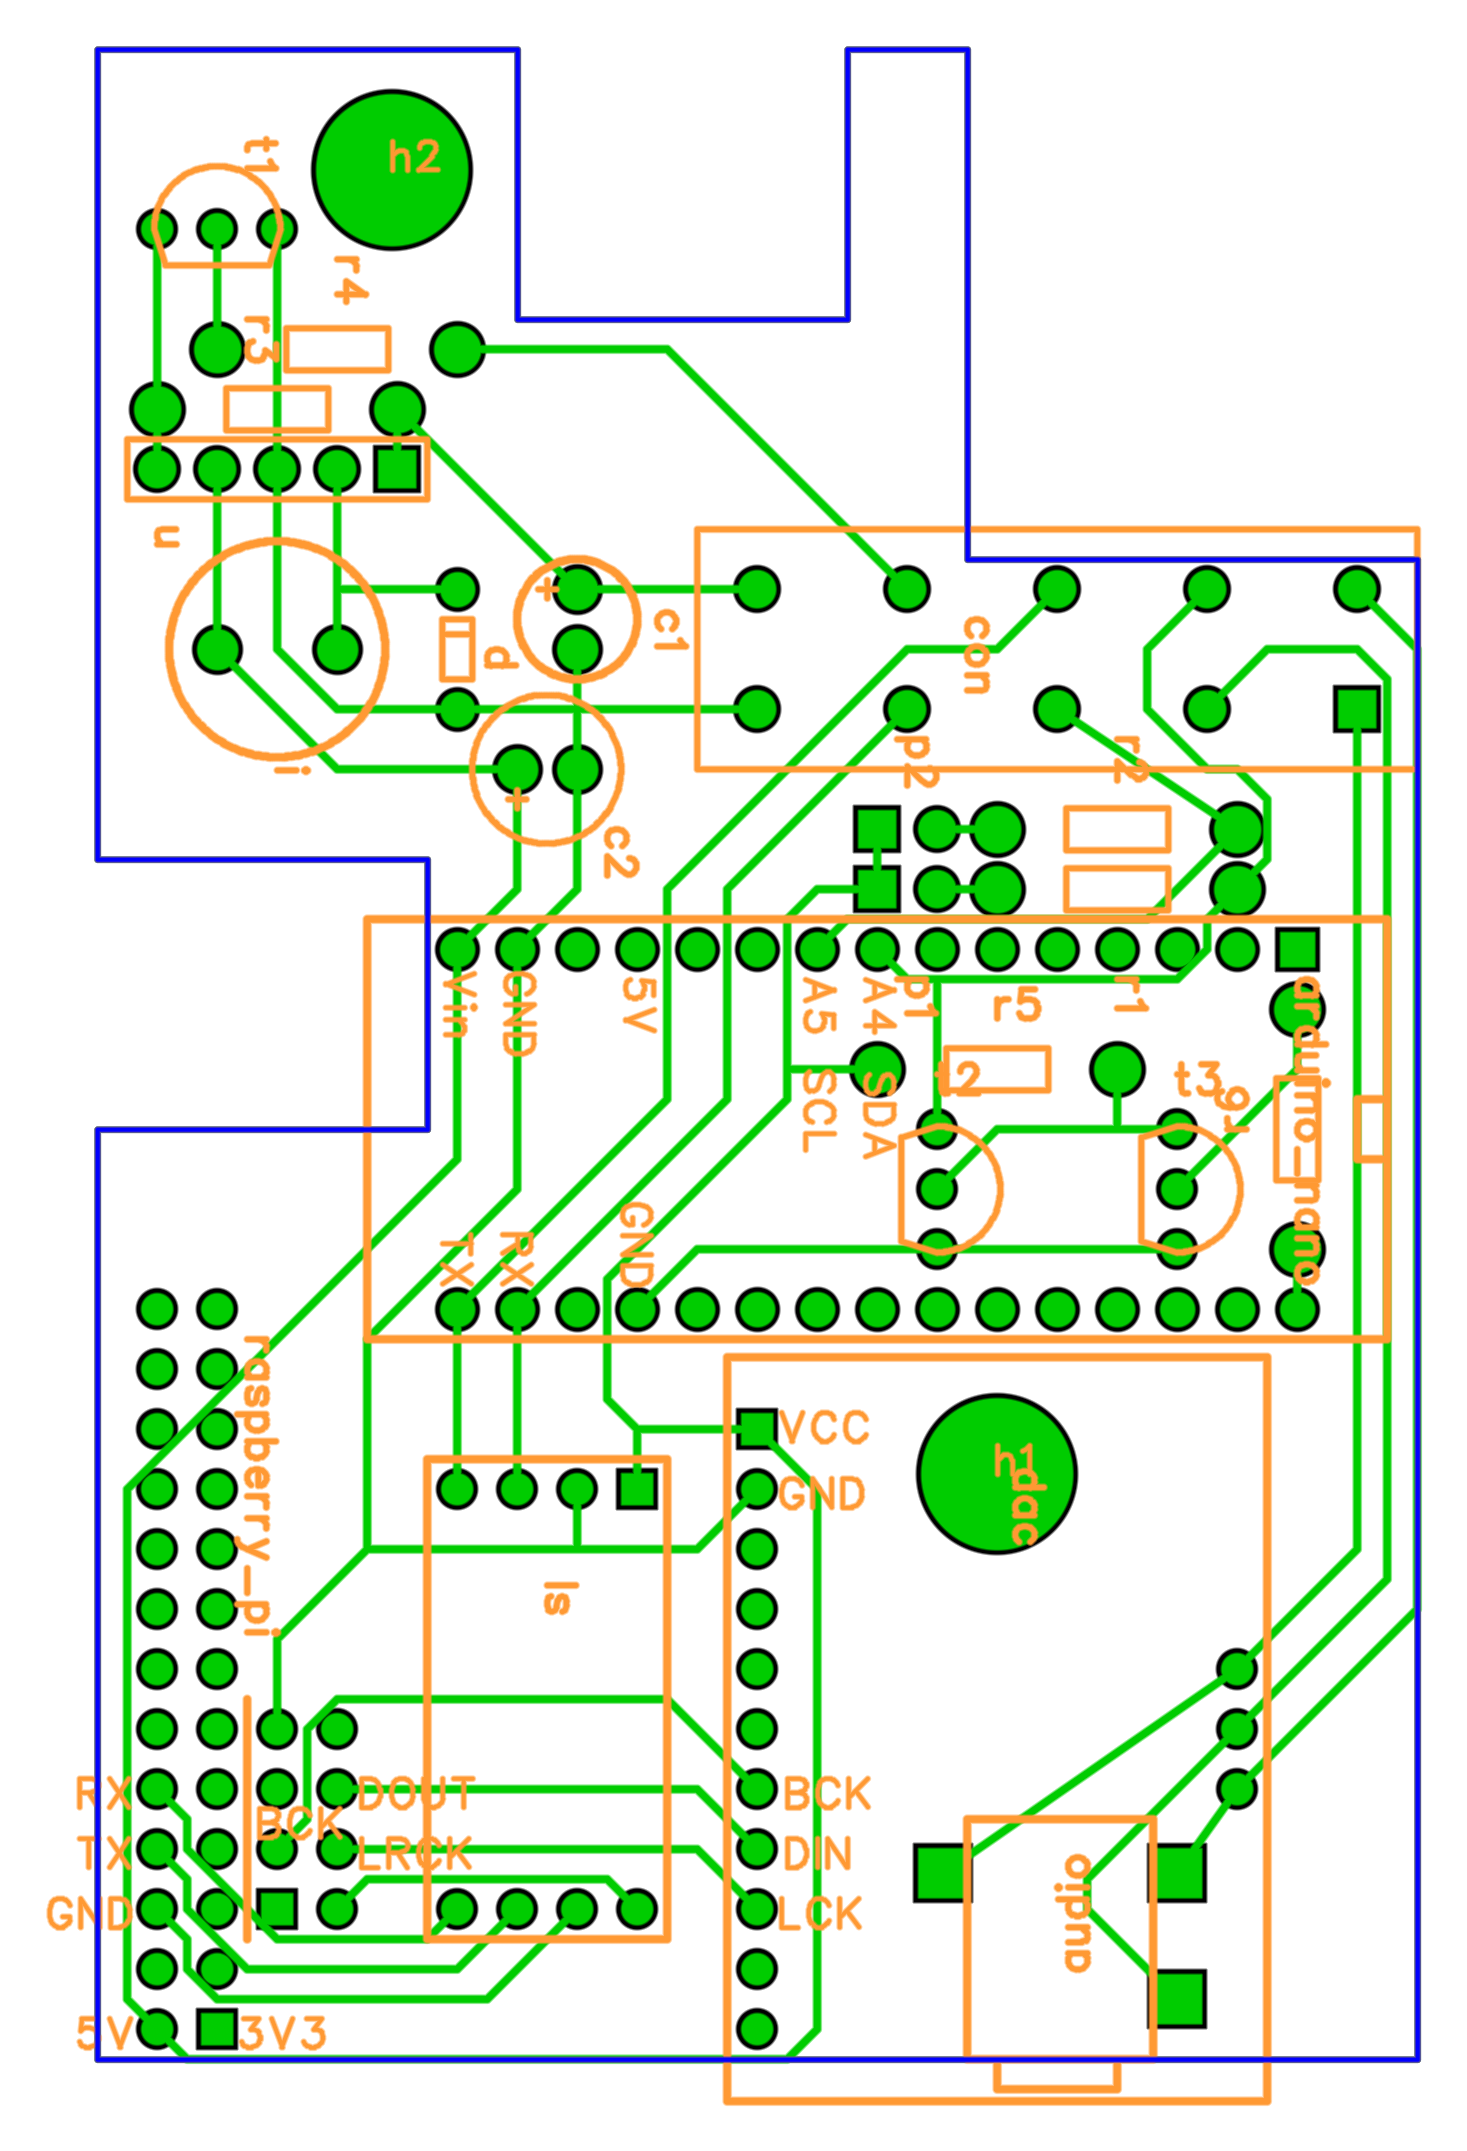 t1
h2
r4
r3
u
+
c1
d
con
i
+
p2
r2
c2
Vin
GND
5V
A5
A4
p1
r5
r1
arduino_nano
SCL
SDA
t2
t3
r6
TX
RX
GND
raspberry_pi
VCC
h1
GND
dac
ls
RX
DOUT
BCK
BCK
TX
LRCK
DIN
GND
LCK
audio
5V
3V3